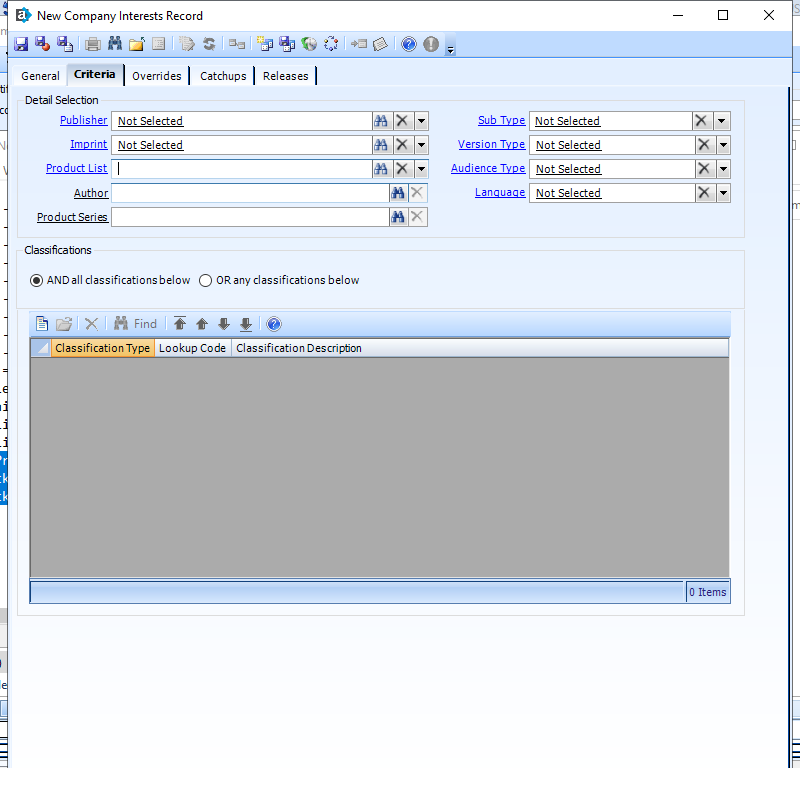 New Company Interests Record
General Criteria Overrides Catchups Releases
Detail Selection
Publisher Not Selected Sub Type Not Selected
Imprint Not Selected Version Type Not Selected
Product List Audience Type Not Selected
Author Language Not Selected
Product Series
Classifications
AND all classifications below OR any classifications below
Find
Classification Type Lookup Code Classification Description
0 Items